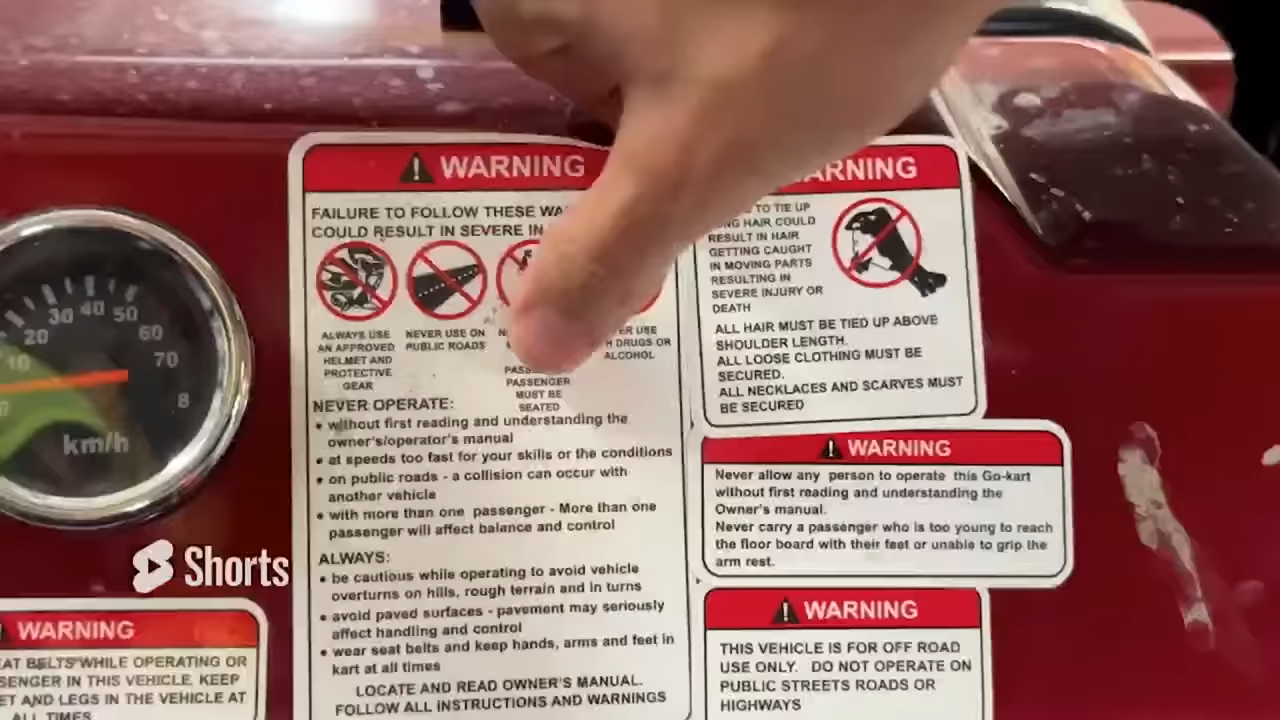 WARNING
FAILURE TO FOLLOW THESE
COULD RESULT IN SEVERE
ALWAYS USE
AN APPROVED
HELMET AND
PROTECTIVE
GEAR
NEVER USE ON
PUBLIC ROADS
PASSENGER
MUST BE
SEATED
USE
DRUGS OR
ALCOHOL
NEVER OPERATE:
• without first reading and understanding the
owner's/operator's manual
• at speeds too fast for your skills or the conditions
• on public roads - a collision can occur with
another vehicle
• with more than one passenger - More than one
passenger will affect balance and control
ALWAYS:
• be cautious while operating to avoid vehicle
overturns on hills, rough terrain and in turns
• avoid paved surfaces - pavement may seriously
affect handling and control
• wear seat belts and keep hands, arms and feet in
kart at all times
LOCATE AND READ OWNER'S MANUAL.
FOLLOW ALL INSTRUCTIONS AND WARNINGS
WARNING
TO TIE UP
HAIR COULD
RESULT IN HAIR
GETTING CAUGHT
IN MOVING PARTS
RESULTING IN
SEVERE INJURY OR
DEATH
ALL HAIR MUST BE TIED UP ABOVE
SHOULDER LENGTH.
ALL LOOSE CLOTHING MUST BE
SECURED.
ALL NECKLACES AND SCARVES MUST
BE SECURED
WARNING
Never allow any person to operate this Go-kart
without first reading and understanding the
Owner's manual.
Never carry a passenger who is too young to reach
the floor board with their feet or unable to grip the
arm rest.
WARNING
THIS VEHICLE IS FOR OFF ROAD
USE ONLY. DO NOT OPERATE ON
PUBLIC STREETS ROADS OR
HIGHWAYS
10 20 30 40 50 60 70 8
km/h
Shorts
WARNING
BELTS WHILE OPERATING OR
IN THIS VEHICLE. KEEP
AND LEGS IN THE VEHICLE AT
ALL TIMES